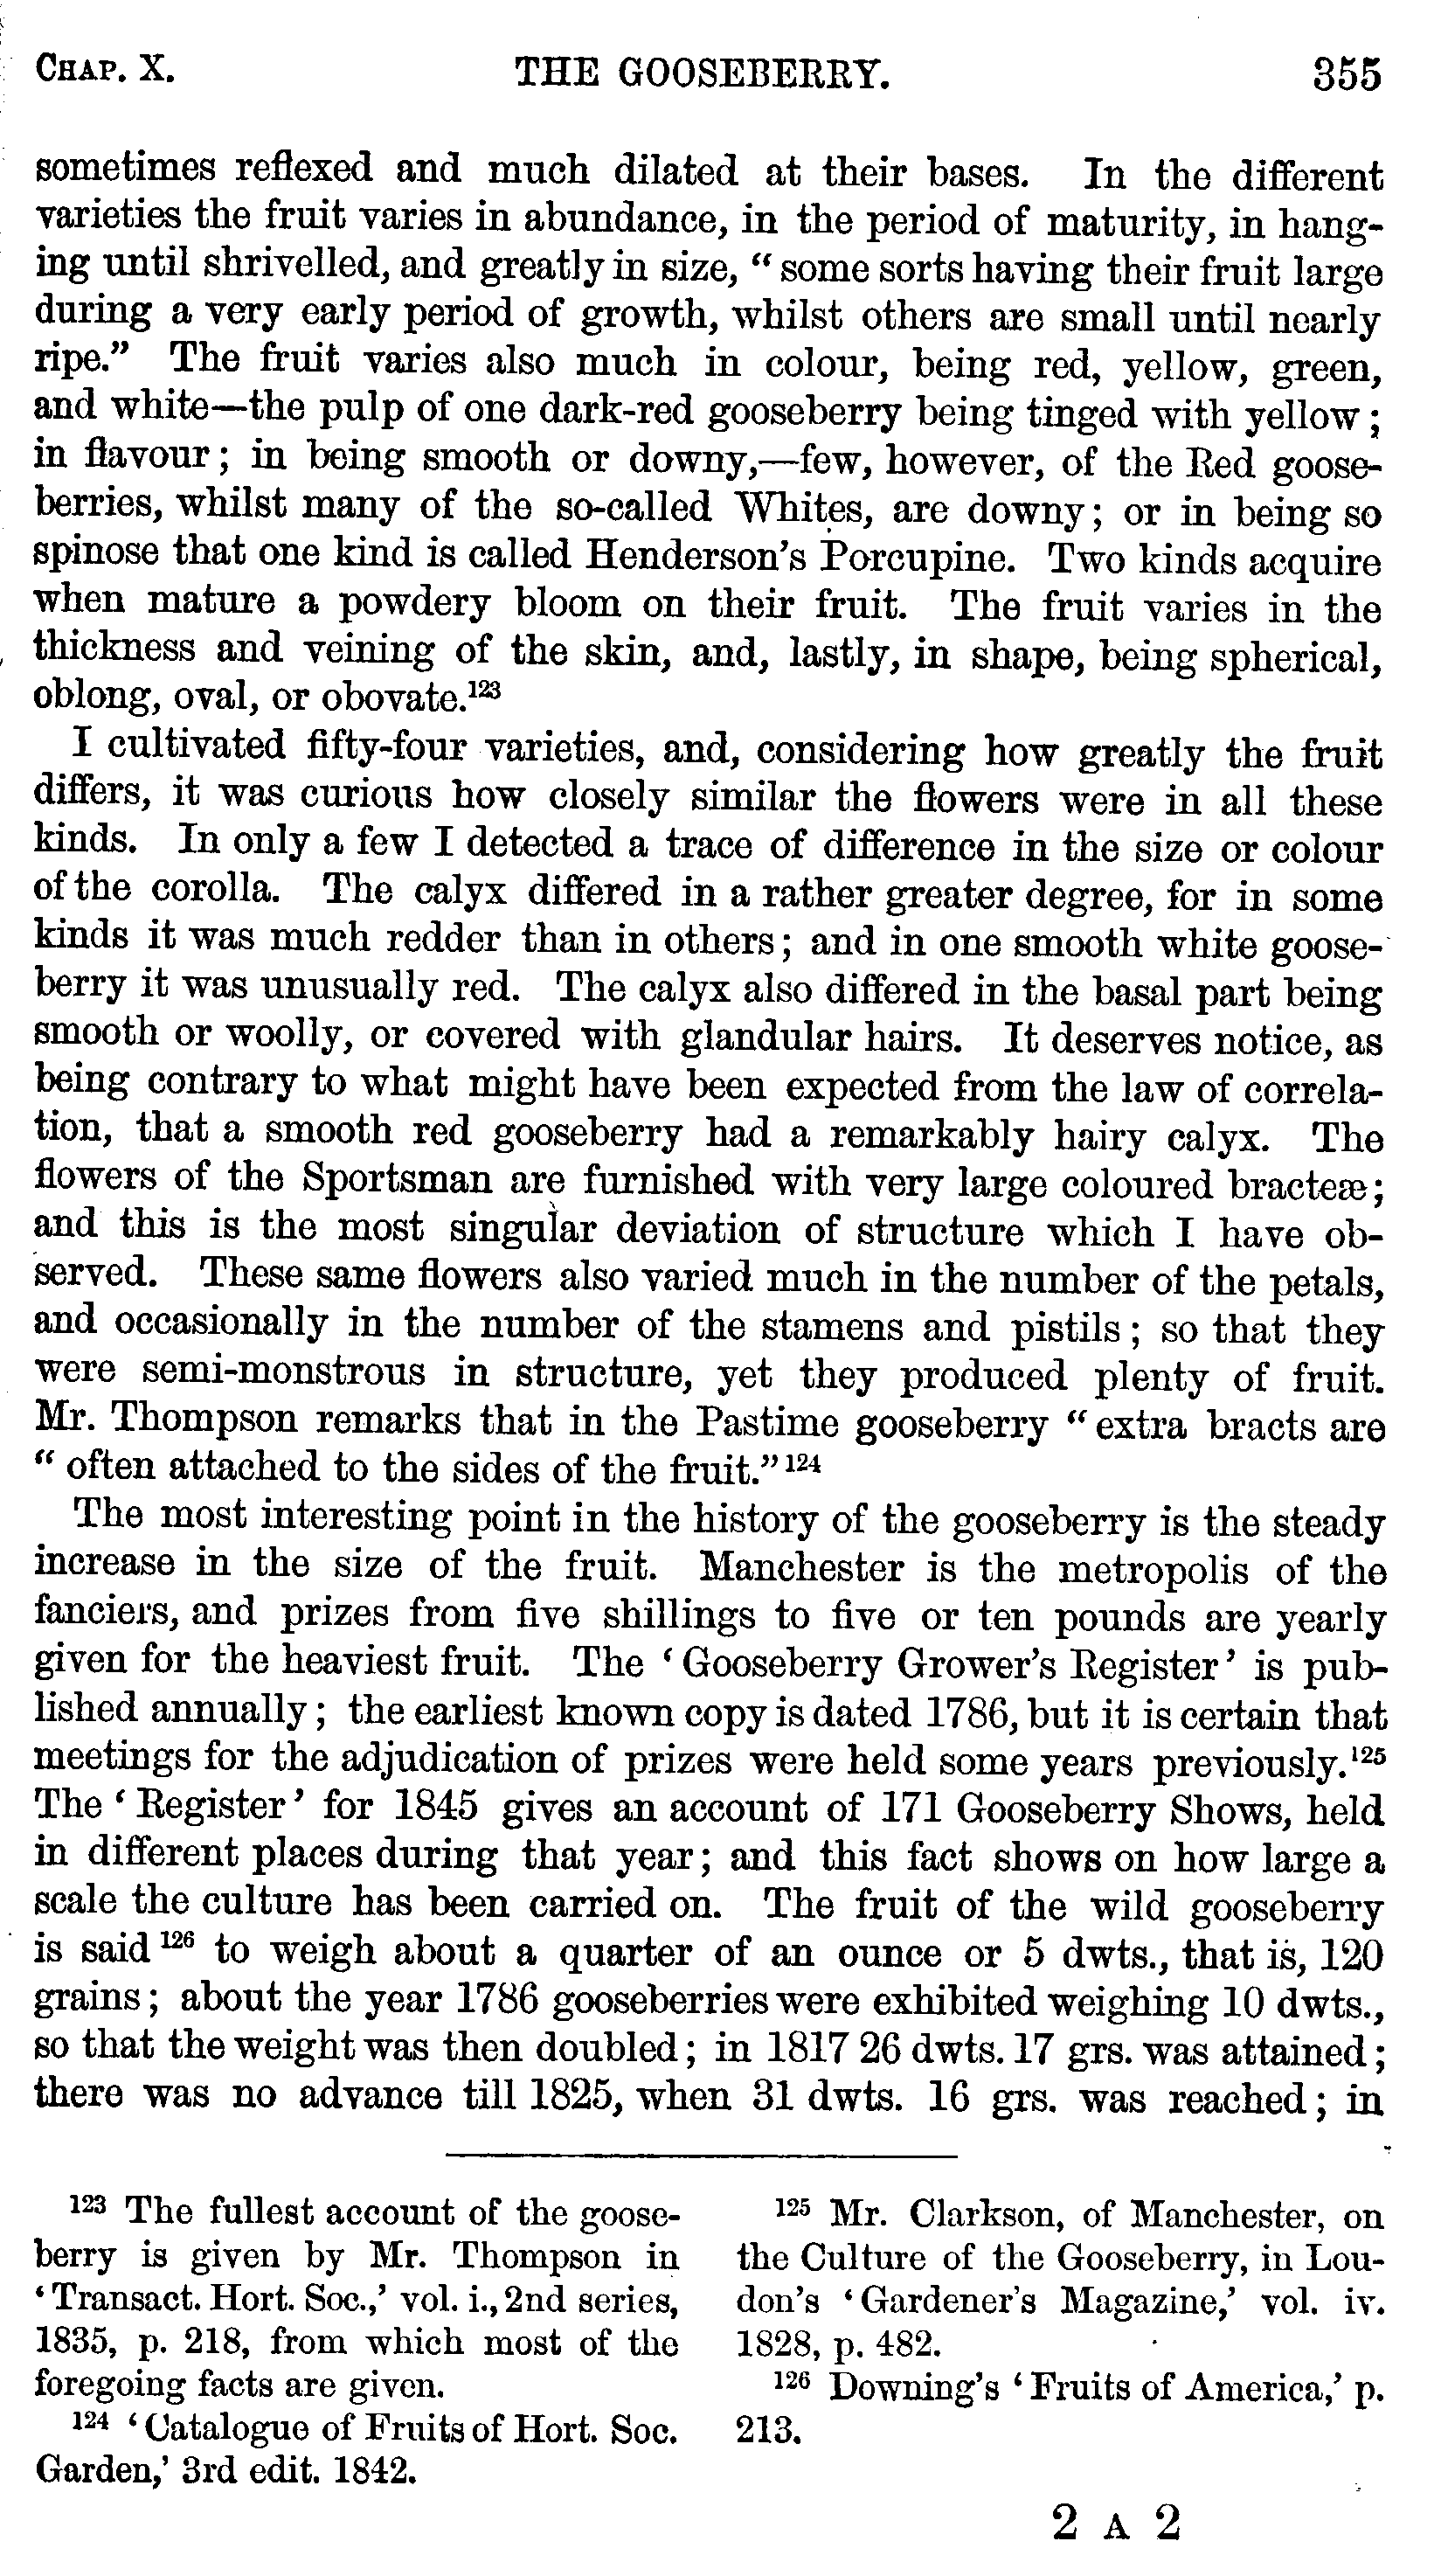 CHAP. X. THE GOOSEBERRY. 355
sometimes reflexed and much dilated at their bases. In the different
varieties the fruit varies in abundance, in the period of maturity, in hang-
ing until shrivelled, and greatly in size, “ some sorts having their fruit large
during a very early period of growth, whilst others are small until nearly
ripe.” The fruit varies also much in colour, being red, yellow, green,
and white—the pulp of one dark-red gooseberry being tinged with yellow;
in flavour; in being smooth or downy,—few, however, of the Red goose-
berries, whilst many of the so-called Whites, are downy; or in being so
spinose that one kind is called Henderson’s Porcupine. Two kinds acquire
when mature a powdery bloom on their fruit. The fruit varies in the
thickness and veining of the skin, and, lastly, in shape, being spherical,
oblong, oval, or obovate.¹²³
I cultivated fifty-four varieties, and, considering how greatly the fruit
differs, it was curious how closely similar the flowers were in all these
kinds. In only a few I detected a trace of difference in the size or colour
of the corolla. The calyx differed in a rather greater degree, for in some
kinds it was much redder than in others; and in one smooth white goose-
berry it was unusually red. The calyx also differed in the basal part being
smooth or woolly, or covered with glandular hairs. It deserves notice, as
being contrary to what might have been expected from the law of correla-
tion, that a smooth red gooseberry had a remarkably hairy calyx. The
flowers of the Sportsman are furnished with very large coloured bracteæ;
and this is the most singular deviation of structure which I have ob-
served. These same flowers also varied much in the number of the petals,
and occasionally in the number of the stamens and pistils; so that they
were semi-monstrous in structure, yet they produced plenty of fruit.
Mr. Thompson remarks that in the Pastime gooseberry “ extra bracts are
“ often attached to the sides of the fruit.”¹²⁴
The most interesting point in the history of the gooseberry is the steady
increase in the size of the fruit. Manchester is the metropolis of the
fanciers, and prizes from five shillings to five or ten pounds are yearly
given for the heaviest fruit. The ‘ Gooseberry Grower’s Register’ is pub-
lished annually; the earliest known copy is dated 1786, but it is certain that
meetings for the adjudication of prizes were held some years previously.¹²⁵
The ‘ Register’ for 1845 gives an account of 171 Gooseberry Shows, held
in different places during that year; and this fact shows on how large a
scale the culture has been carried on. The fruit of the wild gooseberry
is said ¹²⁶ to weigh about a quarter of an ounce or 5 dwts., that is, 120
grains; about the year 1786 gooseberries were exhibited weighing 10 dwts.,
so that the weight was then doubled; in 1817 26 dwts. 17 grs. was attained;
there was no advance till 1825, when 31 dwts. 16 grs. was reached; in
¹²³ The fullest account of the goose-
berry is given by Mr. Thompson in
‘ Transact. Hort. Soc.,’ vol. i., 2nd series,
1835, p. 218, from which most of the
foregoing facts are given.
¹²⁴ ‘ Catalogue of Fruits of Hort. Soc.
Garden,’ 3rd edit. 1842.
¹²⁵ Mr. Clarkson, of Manchester, on
the Culture of the Gooseberry, in Lou-
don’s ‘ Gardener’s Magazine,’ vol. iv.
1828, p. 482.
¹²⁶ Downing’s ‘ Fruits of America,’ p.
213.
2 A 2